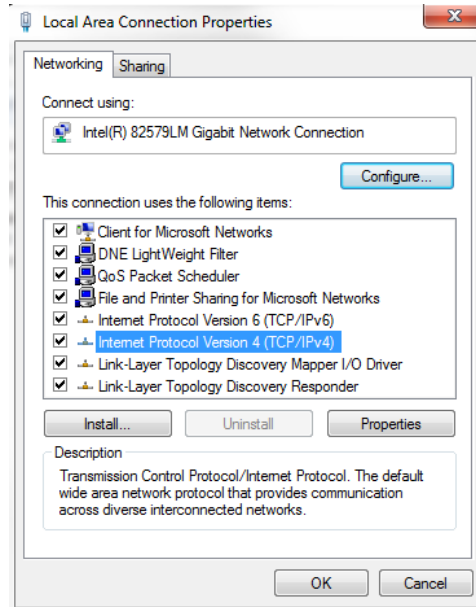 Local Area Connection Properties
Networking
Sharing
Connect using:
Intel(R) 82579LM Gigabit Network Connection
Configure...
This connection uses the following items:
Client for Microsoft Networks
DNE LightWeight Filter
QoS Packet Scheduler
File and Printer Sharing for Microsoft Networks
Internet Protocol Version 6 (TCP/IPv6)
Internet Protocol Version 4 (TCP/IPv4)
Link-Layer Topology Discovery Mapper I/O Driver
Link-Layer Topology Discovery Responder
Install...
Uninstall
Properties
Description
Transmission Control Protocol/Internet Protocol. The default
wide area network protocol that provides communication
across diverse interconnected networks.
OK
Cancel